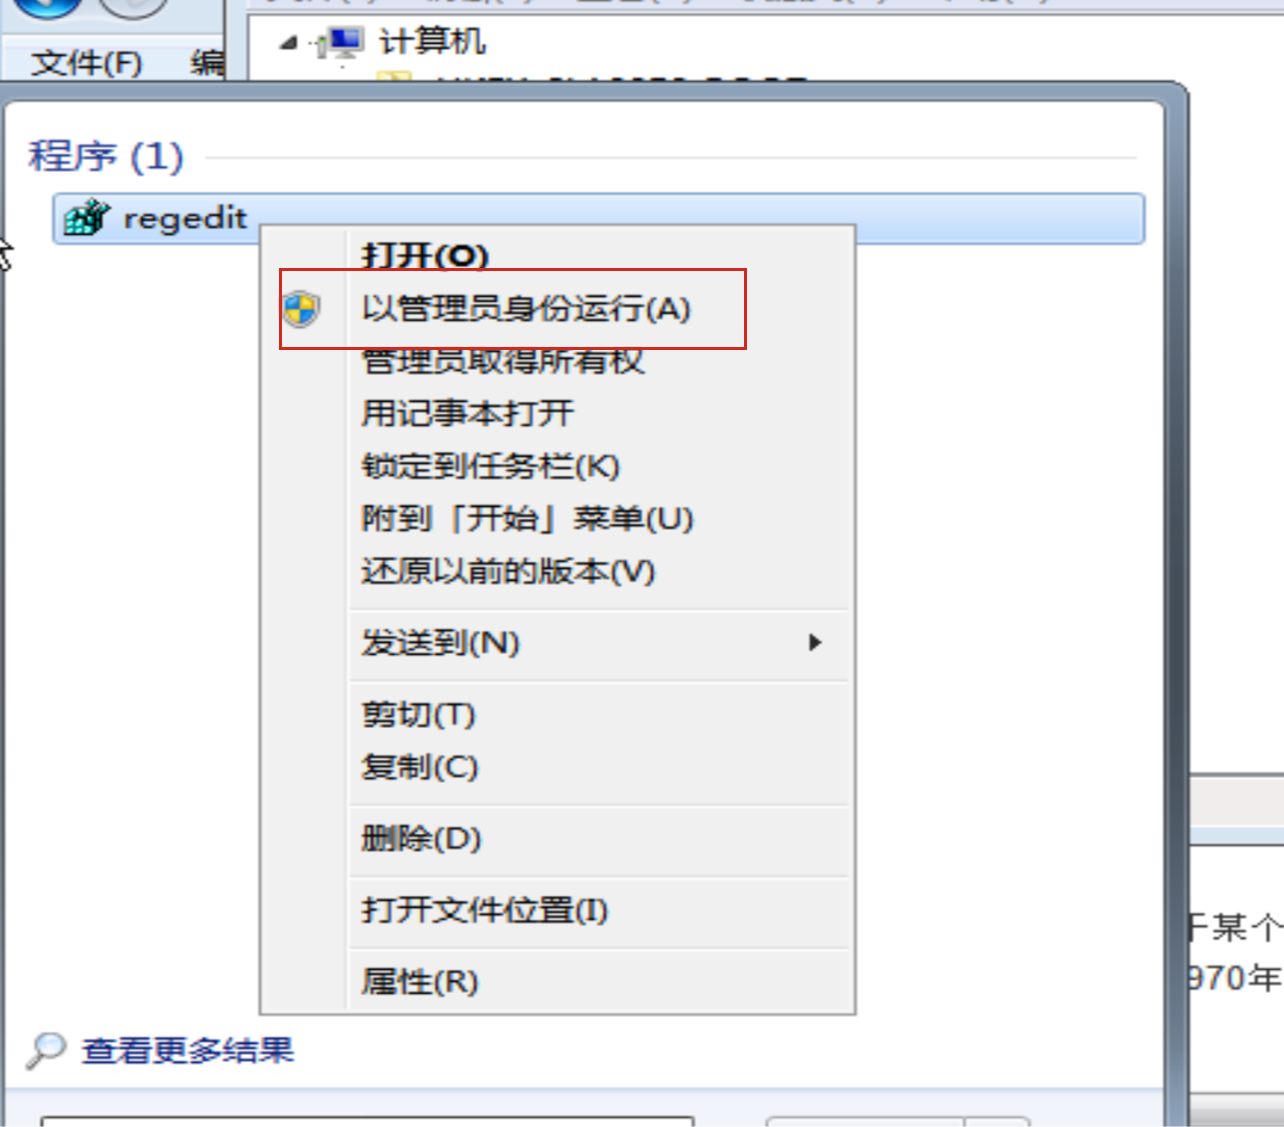 文件(F) 编
计算机
程序 (1)
regedit
打开(O)
以管理员身份运行(A)
管理员取得所有权
用记事本打开
锁定到任务栏(K)
附到「开始」菜单(U)
还原以前的版本(V)
发送到(N)
剪切(T)
复制(C)
删除(D)
打开文件位置(I)
属性(R)
某个
970年
查看更多结果